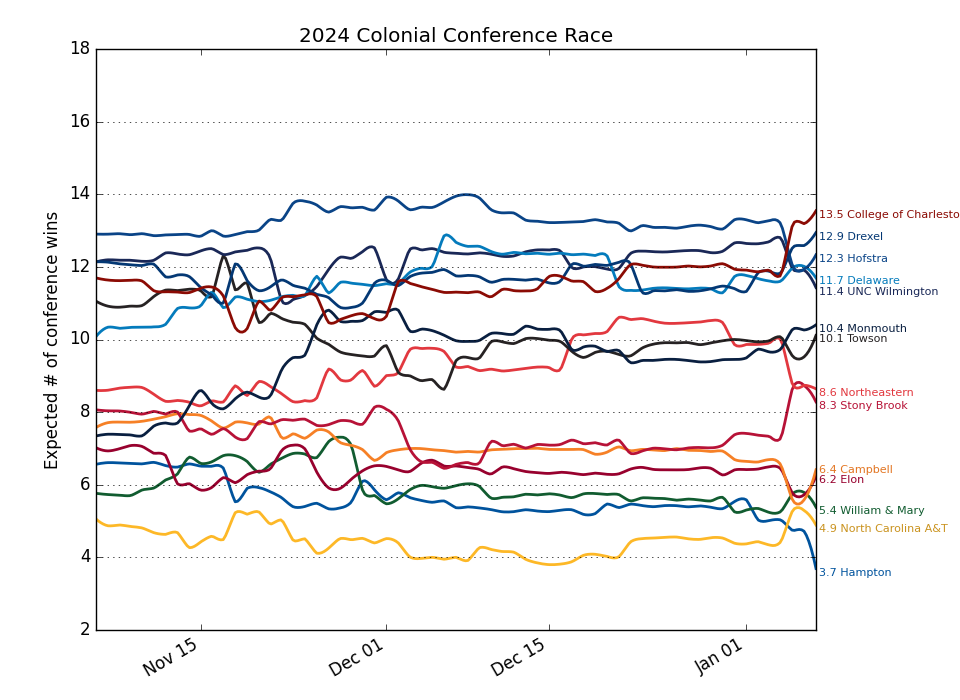 2024 Colonial Conference Race
Expected # of conference wins
18
16
14
12
10
8
6
4
2
13.5 College of Charlesto
12.9 Drexel
12.3 Hofstra
11.7 Delaware
11.4 UNC Wilmington
10.4 Monmouth
10.1 Towson
8.6 Northeastern
8.3 Stony Brook
6.4 Campbell
6.2 Elon
5.4 William & Mary
4.9 North Carolina A&T
3.7 Hampton
Nov 15
Dec 01
Dec 15
Jan 01